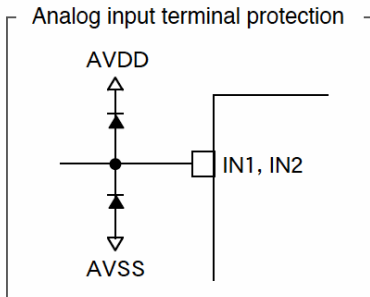 Analog input terminal protection
AVDD
IN1, IN2
AVSS